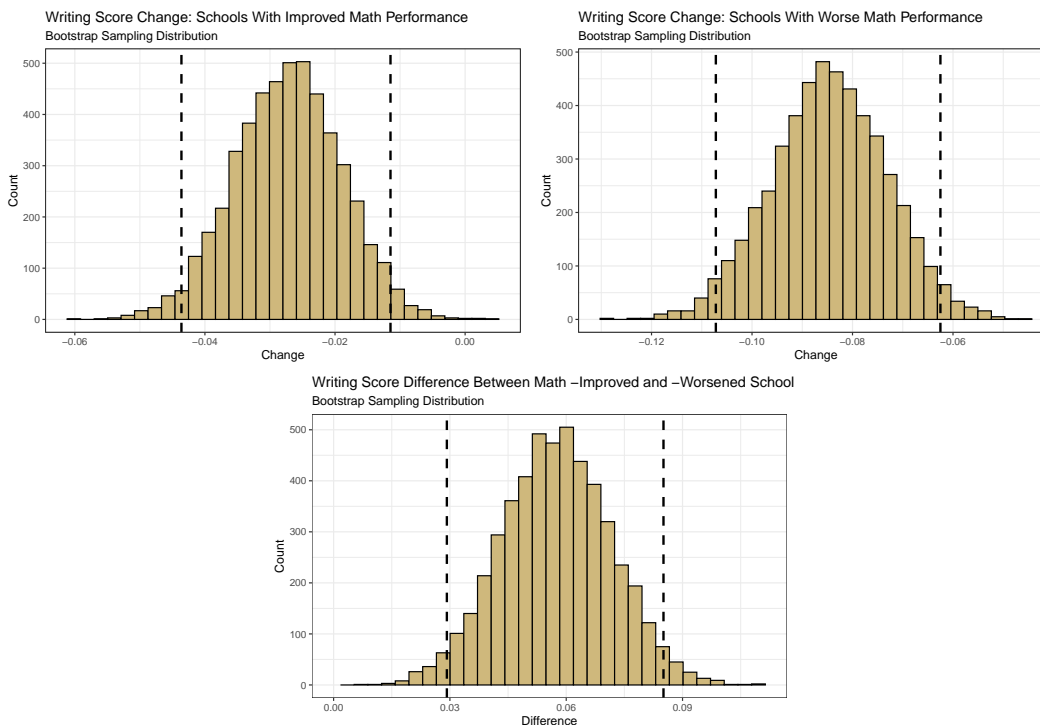 Writing Score Change: Schools With Improved Math Performance
Bootstrap Sampling Distribution
500
400
300
200
100
0
Count
−0.06
−0.04
−0.02
0.00
Change
Writing Score Change: Schools With Worse Math Performance
Bootstrap Sampling Distribution
500
400
300
200
100
0
Count
−0.12
−0.10
−0.08
−0.06
Change
Writing Score Difference Between Math −Improved and −Worsened School
Bootstrap Sampling Distribution
500
400
300
200
100
0
Count
0.00
0.03
0.06
0.09
Difference